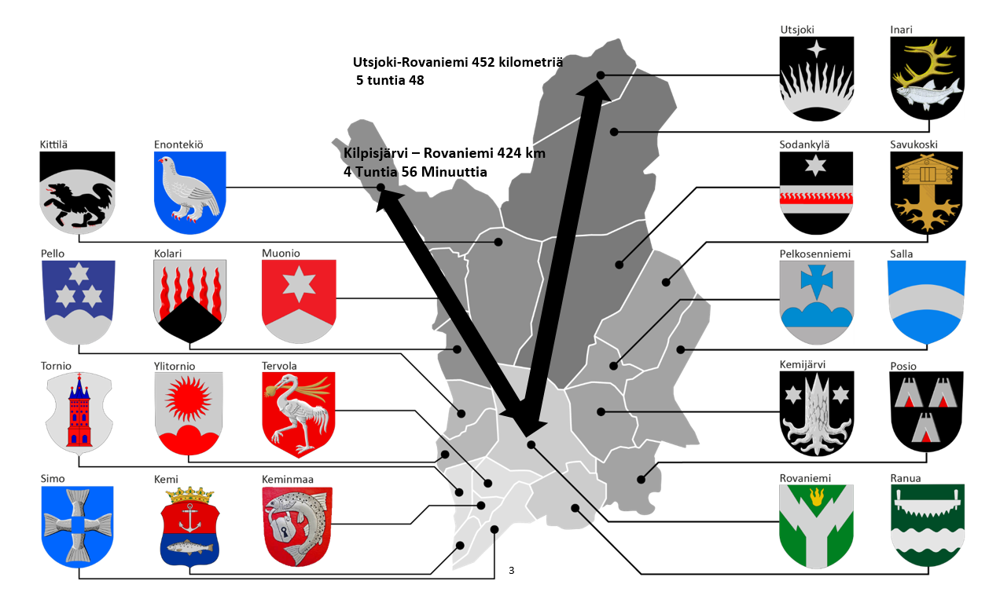 Utsjoki
Inari
Utsjoki-Rovaniemi 452 kilometriä
5 tuntia 48
Kittilä
Enontekiö
Kilpisjärvi – Rovaniemi 424 km
4 Tuntia 56 Minuuttia
Sodankylä
Savukoski
Pello
Kolari
Muonio
Pelkosenniemi
Salla
Tornio
Ylitornio
Tervola
Kemijärvi
Posio
Simo
Kemi
Keminmaa
Rovaniemi
Ranua
3